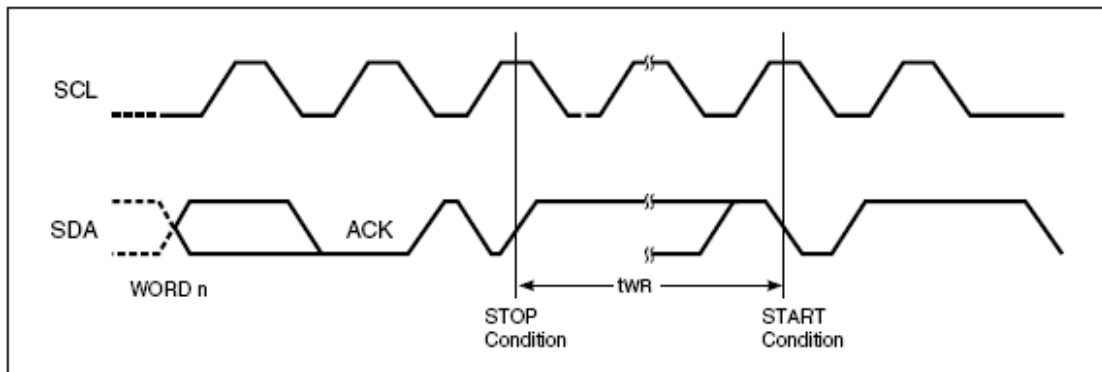 SCL
SDA
ACK
WORD n
tWR
STOP
Condition
START
Condition